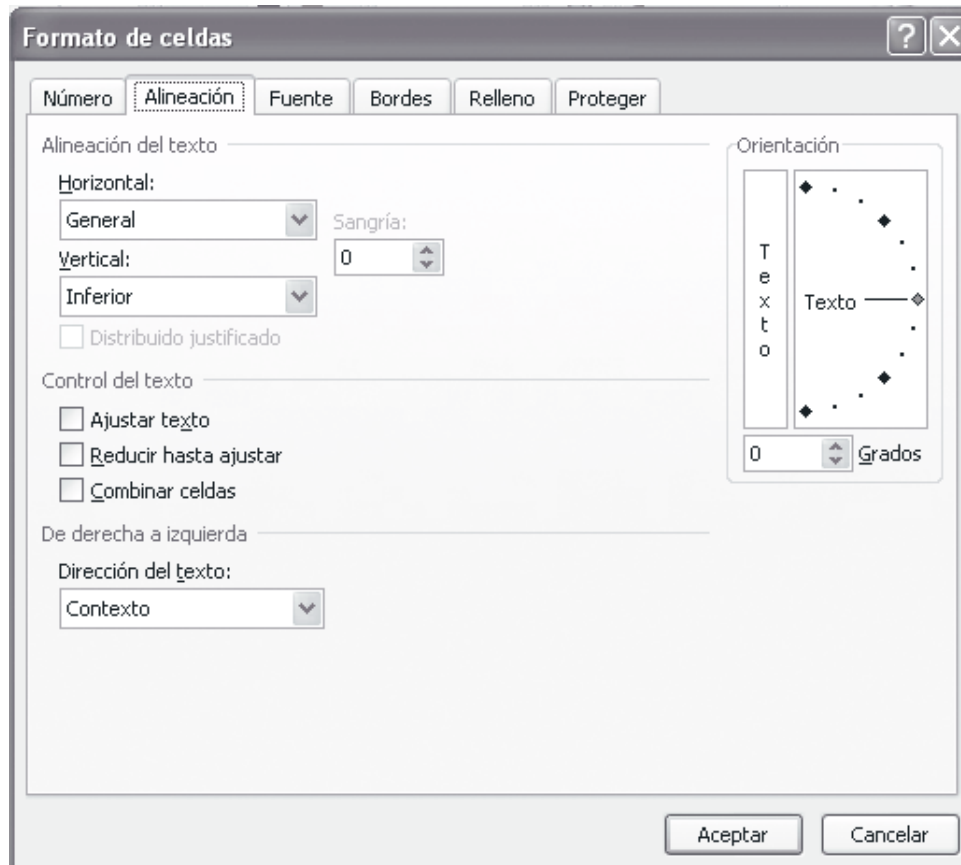 Formato de celdas
Número Alineación Fuente Bordes Relleno Proteger
Alineación del texto
Horizontal:
General
Sangría:
0
Vertical:
Inferior
Distribuido justificado
Control del texto
Ajustar texto
Reducir hasta ajustar
Combinar celdas
De derecha a izquierda
Dirección del texto:
Contexto
Orientación
Texto
Texto
0 Grados
Aceptar Cancelar